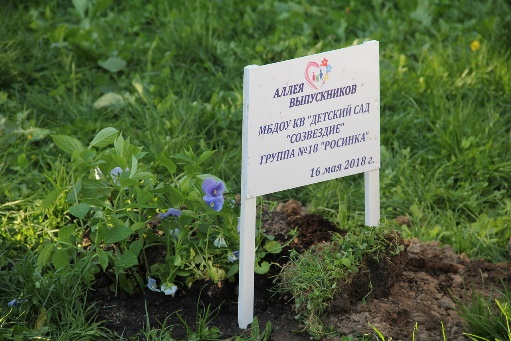 АЛЛЕЯ
ВЫПУСКНИКОВ
МБДОУ КВ "ДЕТСКИЙ САД
"СОЗВЕЗДИЕ"
ГРУППА №18 "РОСИНКА"
16 мая 2018 г.